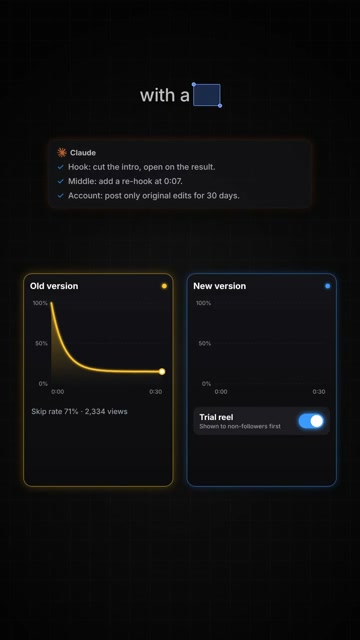 with a
Claude
✓ Hook: cut the intro, open on the result.
✓ Middle: add a re-hook at 0:07.
✓ Account: post only original edits for 30 days.
Old version
100%
50%
0%
0:00 0:30
Skip rate 71% · 2,334 views
New version
100%
50%
0%
0:00 0:30
Trial reel
Shown to non-followers first